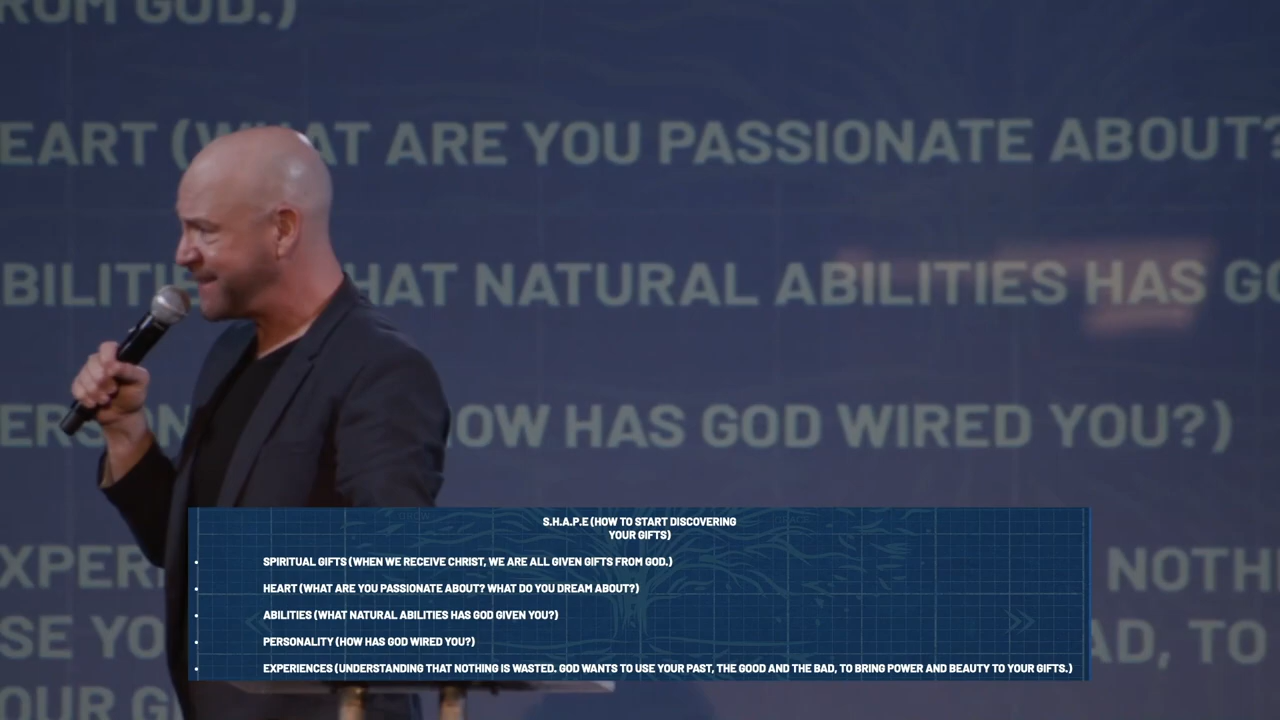 ROM GOD.)
EART (WHAT ARE YOU PASSIONATE ABOUT?
BILITIE HAT NATURAL ABILITIES HAS GO
ERSON OW HAS GOD WIRED YOU?)
XPERI NOTHI
SE YO AD, TO
OUR GI
S.H.A.P.E (HOW TO START DISCOVERING
YOUR GIFTS)
• SPIRITUAL GIFTS (WHEN WE RECEIVE CHRIST, WE ARE ALL GIVEN GIFTS FROM GOD.)
• HEART (WHAT ARE YOU PASSIONATE ABOUT? WHAT DO YOU DREAM ABOUT?)
• ABILITIES (WHAT NATURAL ABILITIES HAS GOD GIVEN YOU?)
• PERSONALITY (HOW HAS GOD WIRED YOU?)
• EXPERIENCES (UNDERSTANDING THAT NOTHING IS WASTED. GOD WANTS TO USE YOUR PAST, THE GOOD AND THE BAD, TO BRING POWER AND BEAUTY TO YOUR GIFTS.)